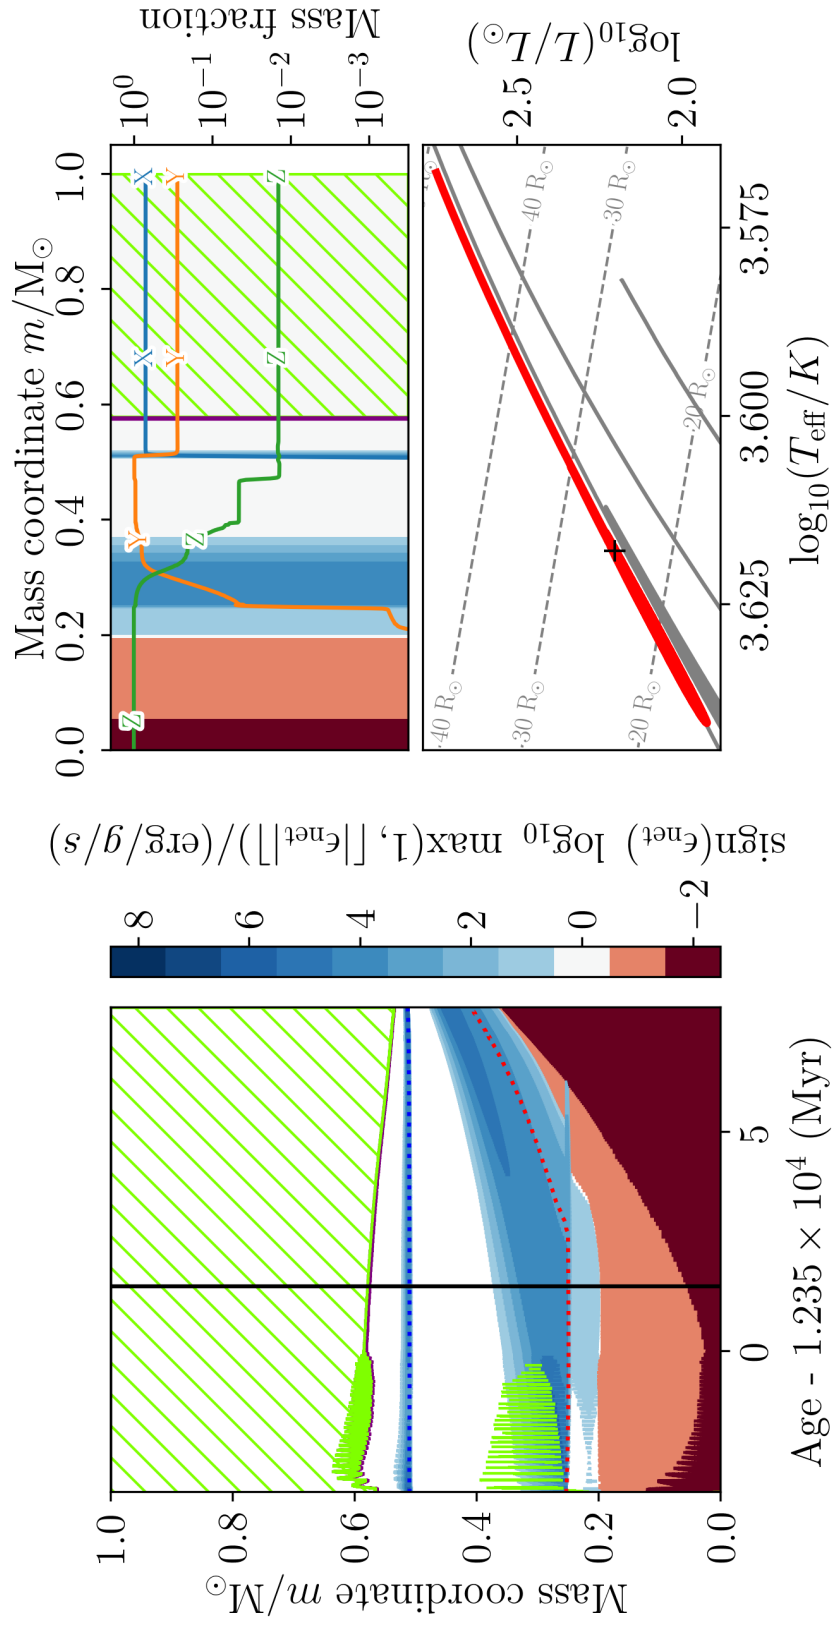 Mass coordinate m/M⊙
0.0 0.2 0.4 0.6 0.8 1.0
Mass fraction
10⁰
10⁻¹
10⁻²
10⁻³
Z
Y
Z
X
Y
Z
X
Y
Z
sign(ϵnet) log₁₀ max(1, ⌈|ϵnet|⌉)/(erg/g/s)
8
6
4
2
0
−2
Mass coordinate m/M⊙
1.0
0.8
0.6
0.4
0.2
0.0
0 5
Age - 1.235 × 10⁴ (Myr)
log₁₀(L/L⊙)
2.5
2.0
40 R⊙
30 R⊙
20 R⊙
R⊙
40 R⊙
30 R⊙
20 R⊙
3.625 3.600 3.575
log₁₀(Teff/K)